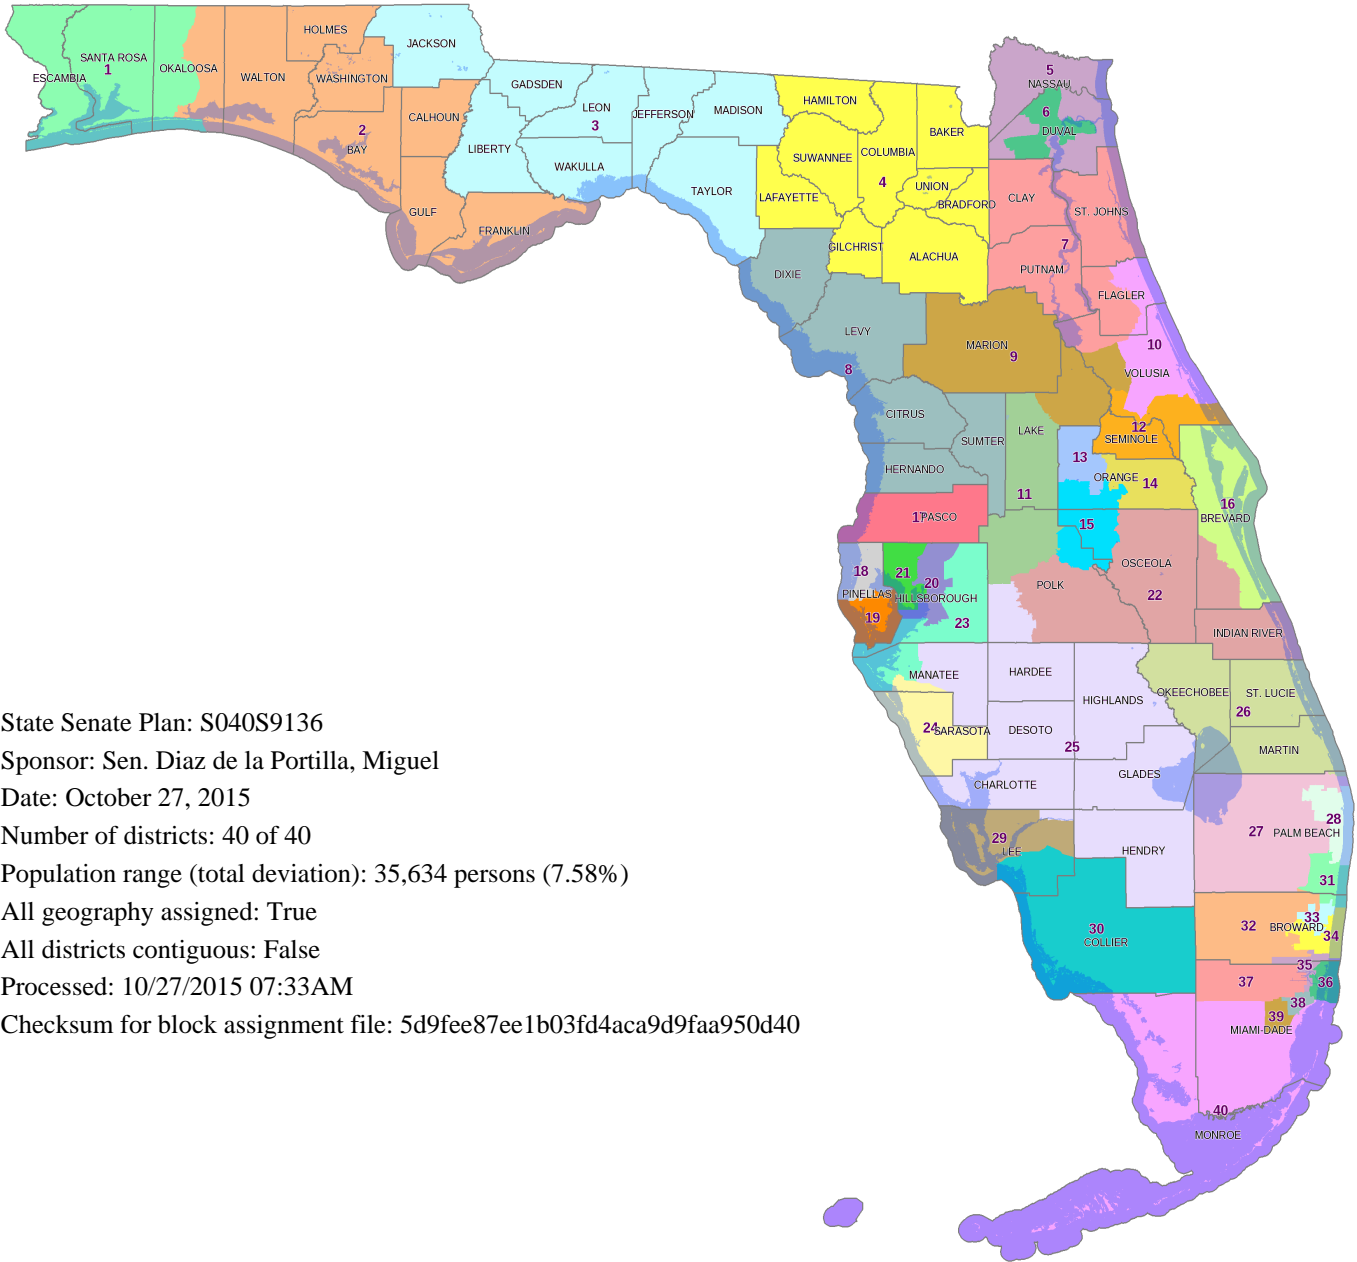 HOLMES
JACKSON
SANTA ROSA
1
ESCAMBIA
OKALOOSA
WALTON
WASHINGTON
GADSDEN
LEON
3
JEFFERSON
MADISON
HAMILTON
5
NASSAU
6
DUVAL
2
BAY
CALHOUN
LIBERTY
WAKULLA
TAYLOR
SUWANNEE
COLUMBIA
BAKER
4
UNION
LAFAYETTE
BRADFORD
CLAY
ST. JOHNS
GULF
FRANKLIN
GILCHRIST
ALACHUA
7
PUTNAM
DIXIE
FLAGLER
LEVY
MARION
9
10
8
VOLUSIA
CITRUS
SUMTER
LAKE
12
SEMINOLE
13
HERNANDO
ORANGE
14
11
17
PASCO
15
16
BREVARD
18
21
20
PINELLAS
HILLSBOROUGH
19
23
POLK
OSCEOLA
22
INDIAN RIVER
MANATEE
HARDEE
HIGHLANDS
OKEECHOBEE
ST. LUCIE
26
24
SARASOTA
DESOTO
25
MARTIN
CHARLOTTE
GLADES
29
LEE
HENDRY
27
PALM BEACH
28
31
30
COLLIER
32
BROWARD
33
34
35
37
36
38
39
MIAMI-DADE
40
MONROE
State Senate Plan: S040S9136
Sponsor: Sen. Diaz de la Portilla, Miguel
Date: October 27, 2015
Number of districts: 40 of 40
Population range (total deviation): 35,634 persons (7.58%)
All geography assigned: True
All districts contiguous: False
Processed: 10/27/2015 07:33AM
Checksum for block assignment file: 5d9fee87ee1b03fd4aca9d9faa950d40